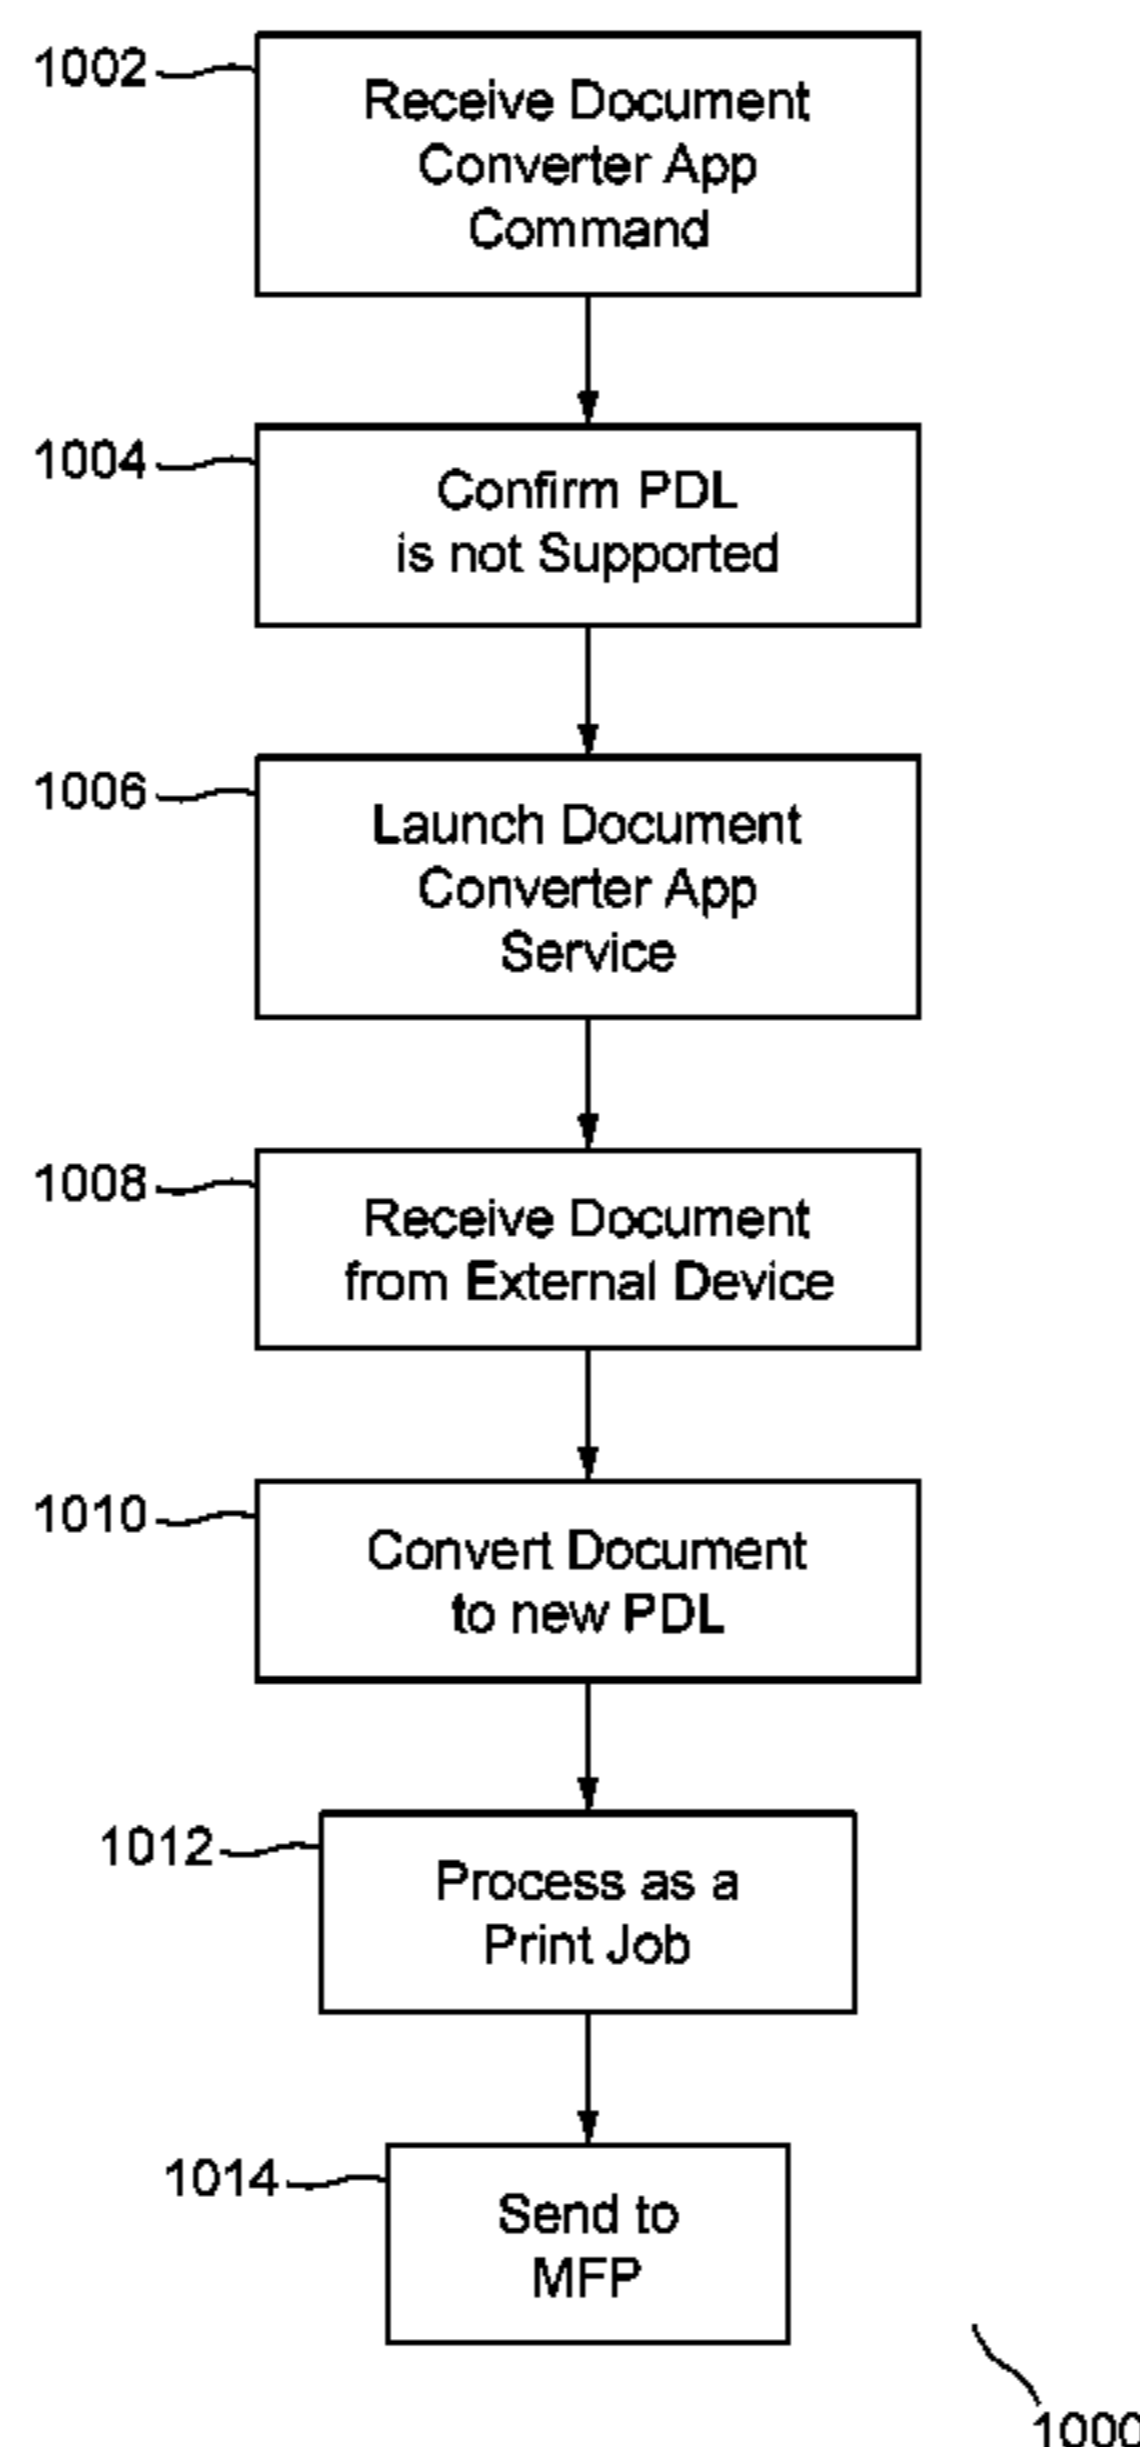 1002
Receive Document
Converter App
Command
1004
Confirm PDL
is not Supported
1006
Launch Document
Converter App
Service
1008
Receive Document
from External Device
1010
Convert Document
to new PDL
1012
Process as a
Print Job
1014
Send to
MFP
1000